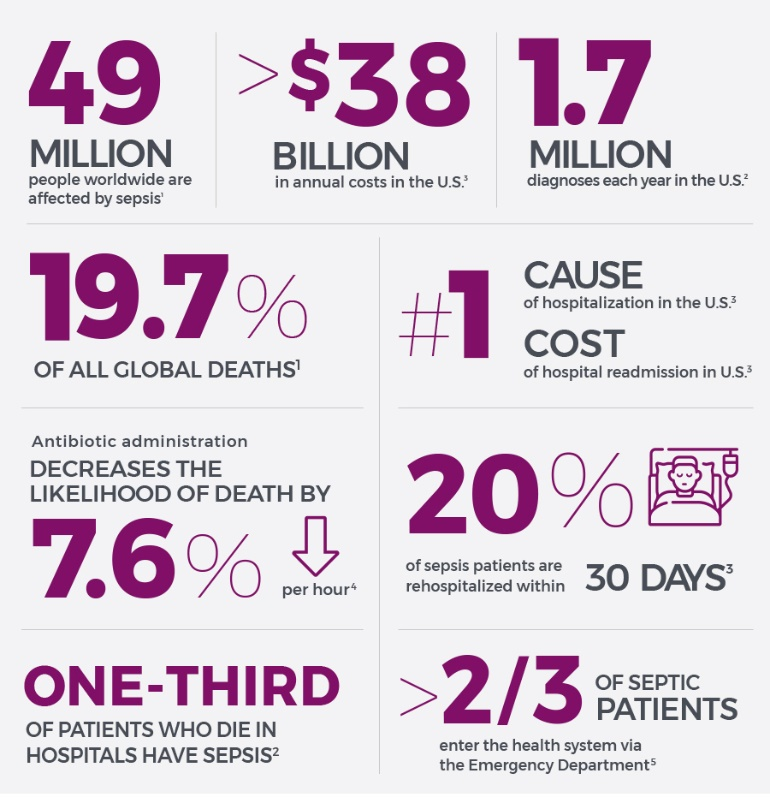 49
MILLION
people worldwide are
affected by sepsis¹
>$38
BILLION
in annual costs in the U.S.³
1.7
MILLION
diagnoses each year in the U.S.²
19.7%
OF ALL GLOBAL DEATHS¹
#1
CAUSE
of hospitalization in the U.S.³
COST
of hospital readmission in U.S.³
Antibiotic administration
DECREASES THE
LIKELIHOOD OF DEATH BY
7.6%
per hour⁴
20%
of sepsis patients are
rehospitalized within
30 DAYS³
ONE-THIRD
OF PATIENTS WHO DIE IN
HOSPITALS HAVE SEPSIS²
>2/3
OF SEPTIC
PATIENTS
enter the health system via
the Emergency Department⁵